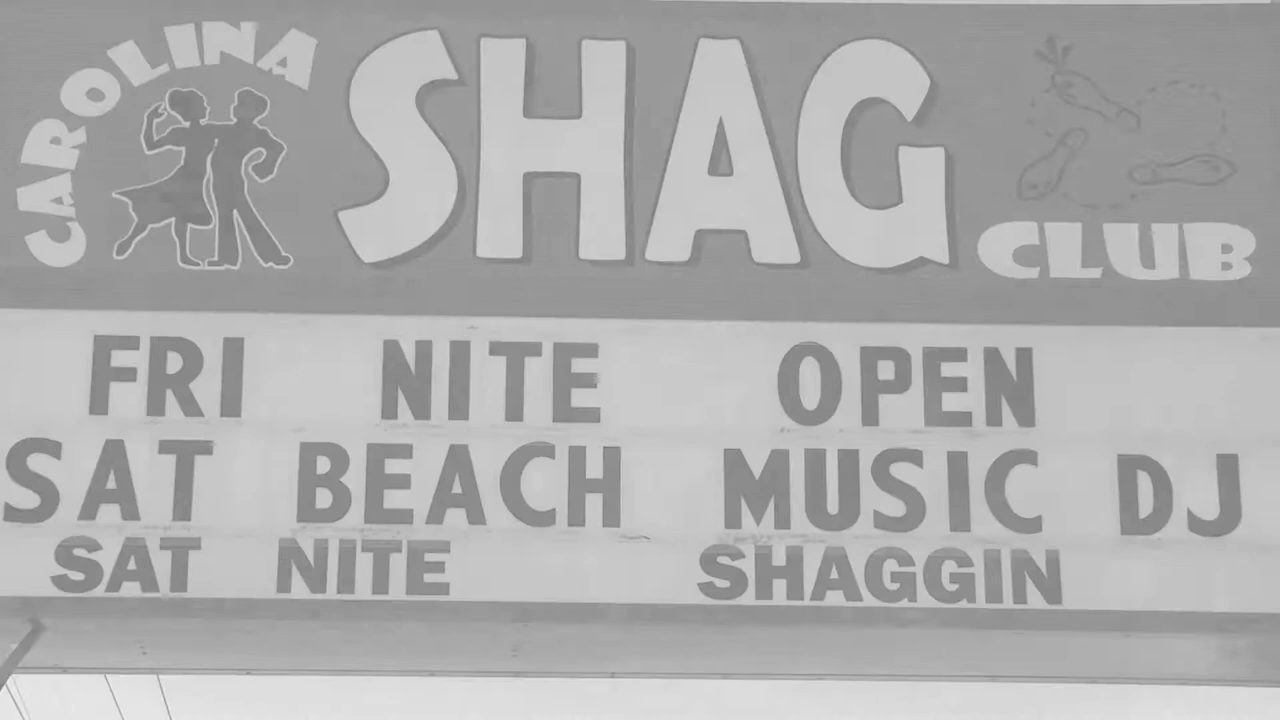 CAROLINA SHAG CLUB
FRI NITE OPEN
SAT BEACH MUSIC DJ
SAT NITE SHAGGIN